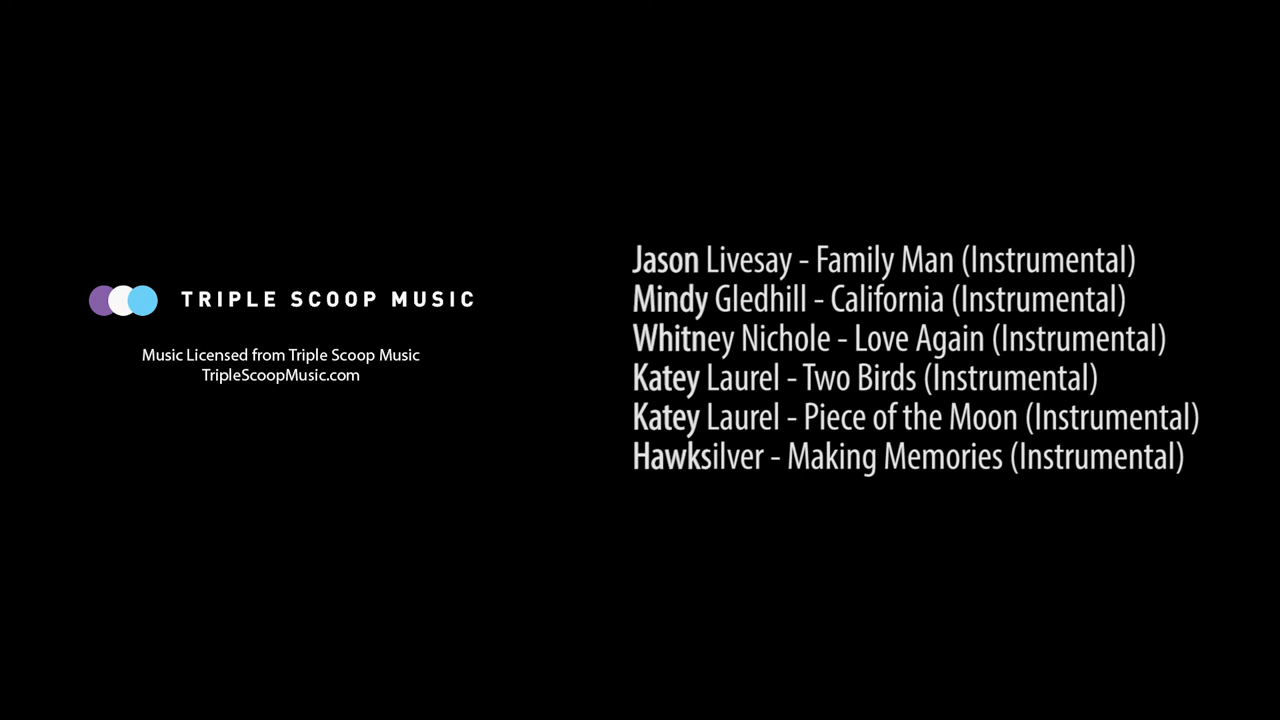 TRIPLE SCOOP MUSIC
Music Licensed from Triple Scoop Music
TripleScoopMusic.com
Jason Livesay - Family Man (Instrumental)
Mindy Gledhill - California (Instrumental)
Whitney Nichole - Love Again (Instrumental)
Katey Laurel - Two Birds (Instrumental)
Katey Laurel - Piece of the Moon (Instrumental)
Hawksilver - Making Memories (Instrumental)